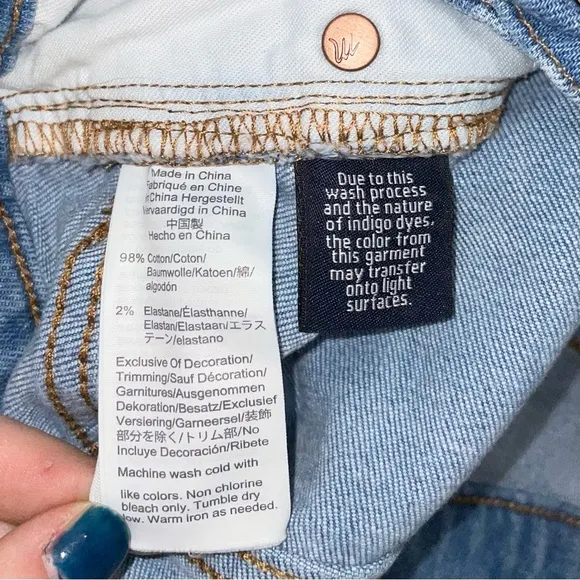 Made in China
Fabriqué en Chine
in China Hergestellt
Vervaardigd in China
中国製
Hecho en China
98% Cotton/Coton/
Baumwolle/Katoen/綿/
algodón
2% Elastane/Élasthanne/
Elastan/Elastaan/エラス
テーン/elastano
Exclusive Of Decoration/
Trimming/Sauf Décoration/
Garnitures/Ausgenommen
Dekoration/Besatz/Exclusief
Versiering/Garneersel/装飾
部分を除く/トリム部/No
Incluye Decoración/Ribete
Machine wash cold with
like colors. Non chlorine
bleach only. Tumble dry
low. Warm iron as needed.
Due to this
wash process
and the nature
of indigo dyes,
the color from
this garment
may transfer
onto light
surfaces.